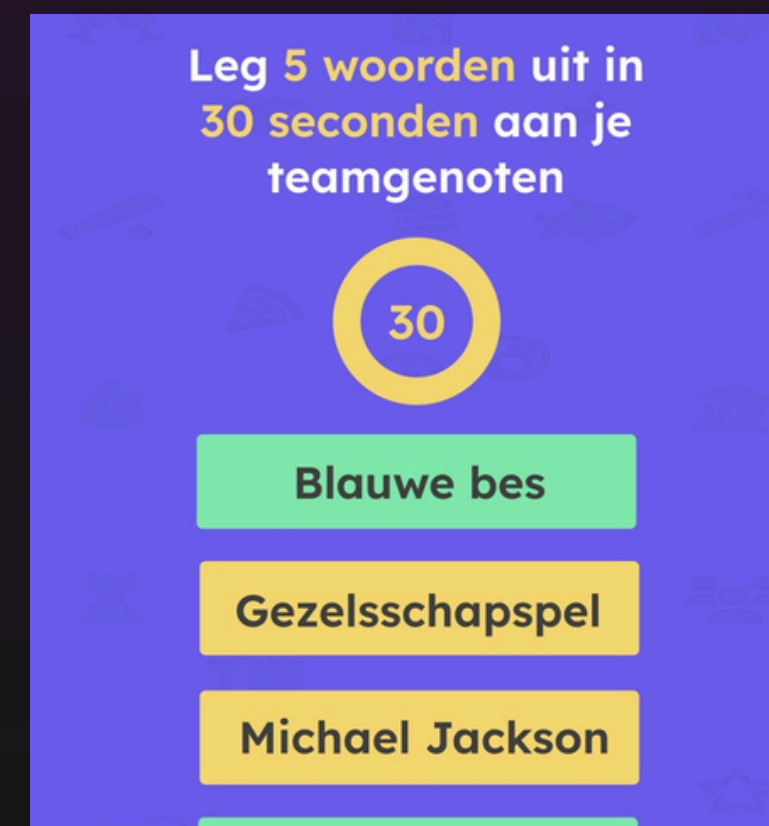 Leg 5 woorden uit in
30 seconden aan je
teamgenoten
30
Blauwe bes
Gezelsschapspel
Michael Jackson